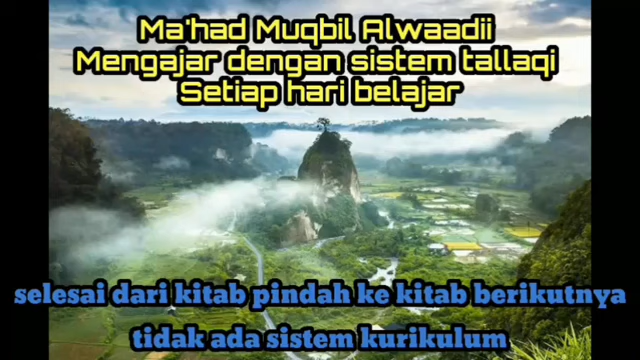 Ma'had Muqbil Alwaadii
Mengajar dengan sistem tallaqi
Setiap hari belajar
selesai dari kitab pindah ke kitab berikutnya
tidak ada sistem kurikulum